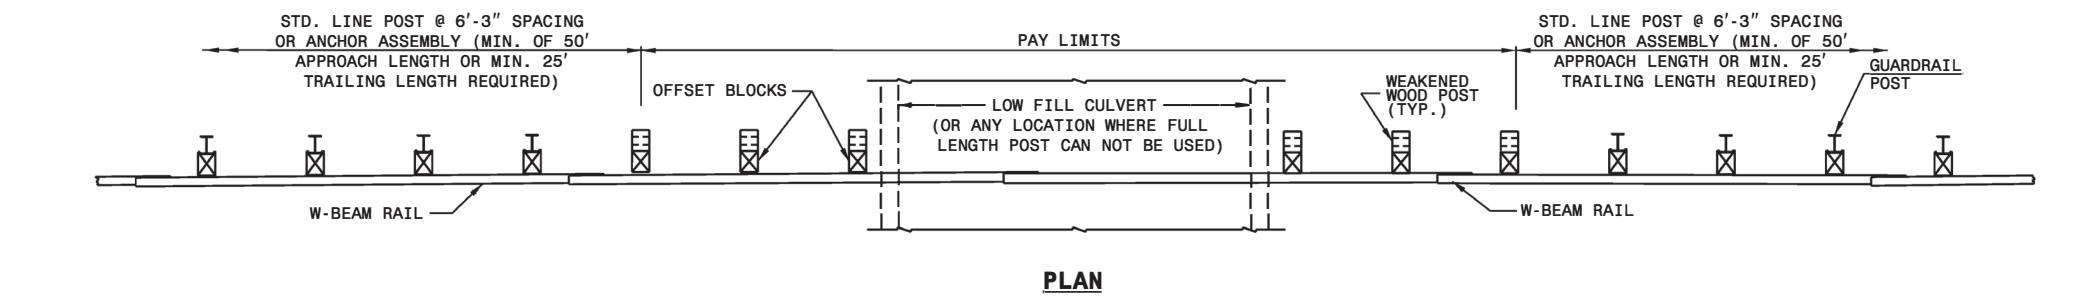 STD. LINE POST @ 6'-3" SPACING
OR ANCHOR ASSEMBLY (MIN. OF 50'
APPROACH LENGTH OR MIN. 25'
TRAILING LENGTH REQUIRED)
PAY LIMITS
STD. LINE POST @ 6'-3" SPACING
OR ANCHOR ASSEMBLY (MIN. OF 50'
APPROACH LENGTH OR MIN. 25'
TRAILING LENGTH REQUIRED)
GUARDRAIL
POST
OFFSET BLOCKS
LOW FILL CULVERT
(OR ANY LOCATION WHERE FULL
LENGTH POST CAN NOT BE USED)
WEAKENED
WOOD POST
(TYP.)
W-BEAM RAIL
W-BEAM RAIL
PLAN